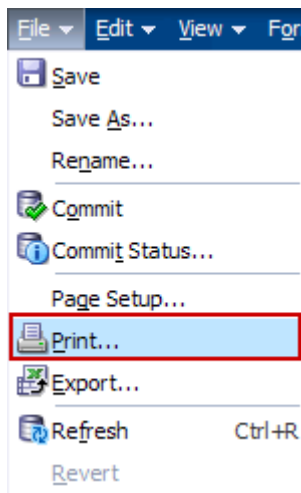 File Edit View For
Save
Save As...
Rename...
Commit
Commit Status...
Page Setup...
Print...
Export...
Refresh Ctrl+R
Revert